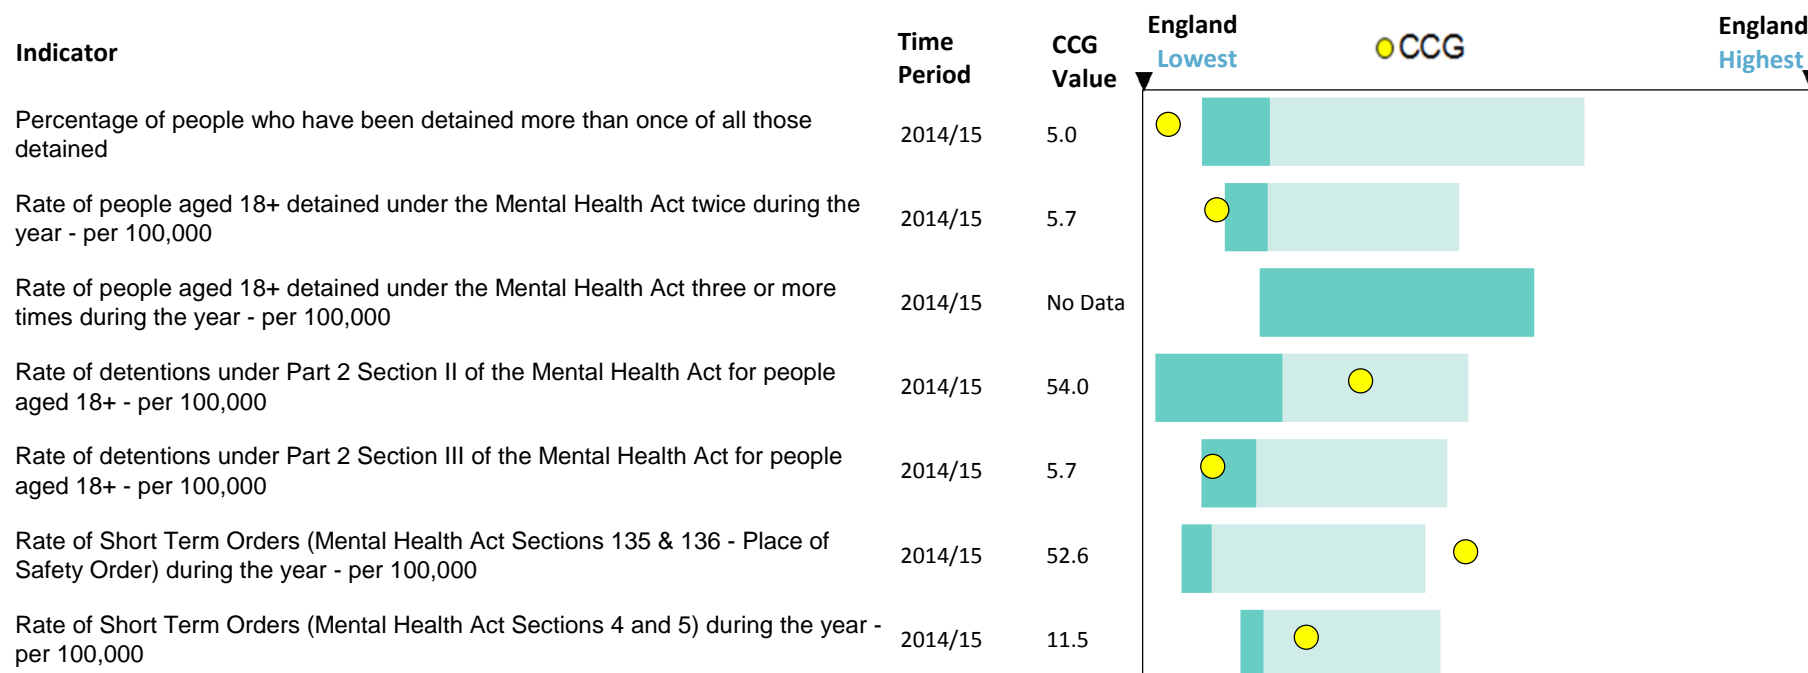 Indicator
Time
Period
CCG
Value
England
Lowest
CCG
England
Highest
Percentage of people who have been detained more than once of all those
detained
2014/15
5.0
Rate of people aged 18+ detained under the Mental Health Act twice during the
year - per 100,000
2014/15
5.7
Rate of people aged 18+ detained under the Mental Health Act three or more
times during the year - per 100,000
2014/15
No Data
Rate of detentions under Part 2 Section II of the Mental Health Act for people
aged 18+ - per 100,000
2014/15
54.0
Rate of detentions under Part 2 Section III of the Mental Health Act for people
aged 18+ - per 100,000
2014/15
5.7
Rate of Short Term Orders (Mental Health Act Sections 135 & 136 - Place of
Safety Order) during the year - per 100,000
2014/15
52.6
Rate of Short Term Orders (Mental Health Act Sections 4 and 5) during the year -
per 100,000
2014/15
11.5